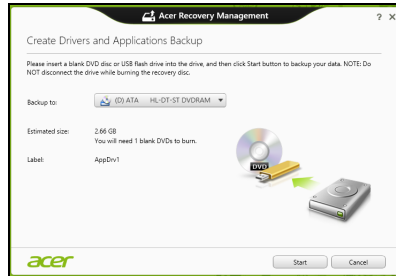 Acer Recovery Management
? X
Create Drivers and Applications Backup
Please insert a blank DVD disc or USB flash drive into the drive, and then click Start button to backup your data. NOTE: Do
NOT disconnect the drive while burning the recovery disc.
Backup to: (D) ATA HL-DT-ST DVDRAM
Estimated size: 2.66 GB
You will need 1 blank DVDs to burn.
Label: AppDrv1
DVD
acer Start Cancel